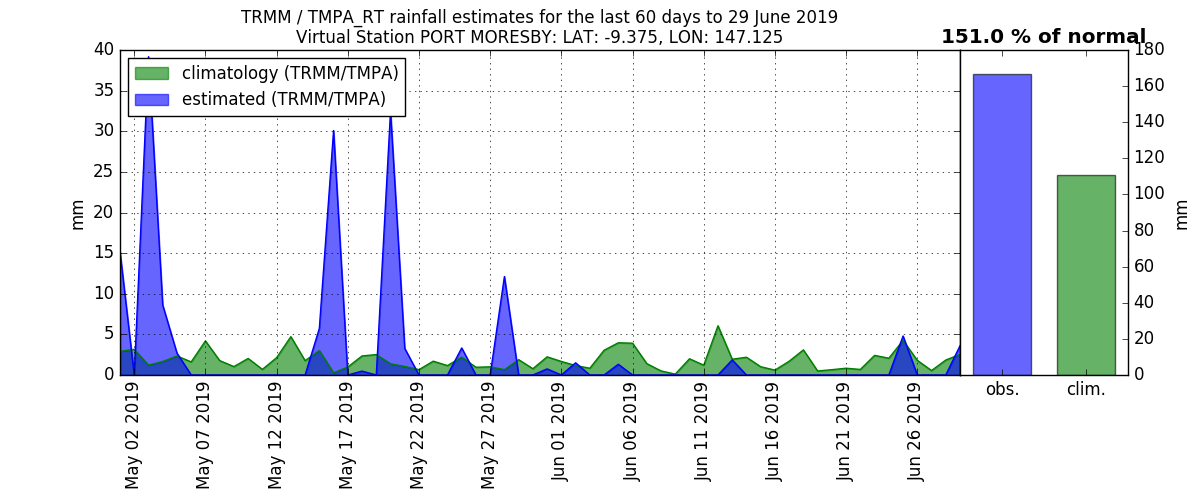 TRMM / TMPA_RT rainfall estimates for the last 60 days to 29 June 2019
Virtual Station PORT MORESBY: LAT: -9.375, LON: 147.125
151.0 % of normal
climatology (TRMM/TMPA)
estimated (TRMM/TMPA)
mm
40
35
30
25
20
15
10
5
0
May 02 2019
May 07 2019
May 12 2019
May 17 2019
May 22 2019
May 27 2019
Jun 01 2019
Jun 06 2019
Jun 11 2019
Jun 16 2019
Jun 21 2019
Jun 26 2019
obs.
clim.
180
160
140
120
100
80
60
40
20
0
mm